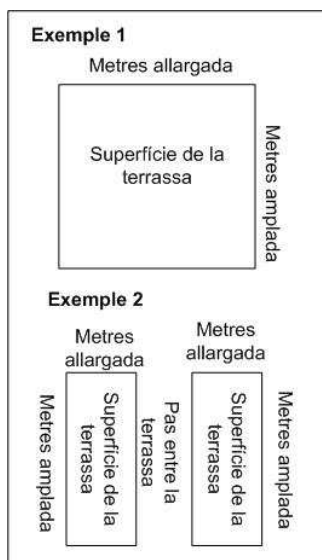 Exemple 1
Metres allargada
Superfície de la
terrassa
Metres amplada
Exemple 2
Metres
allargada
Metres
allargada
Metres amplada
Superfície de la
terrassa
Pas entre la
terrassa
Superfície de la
terrassa
Metres amplada